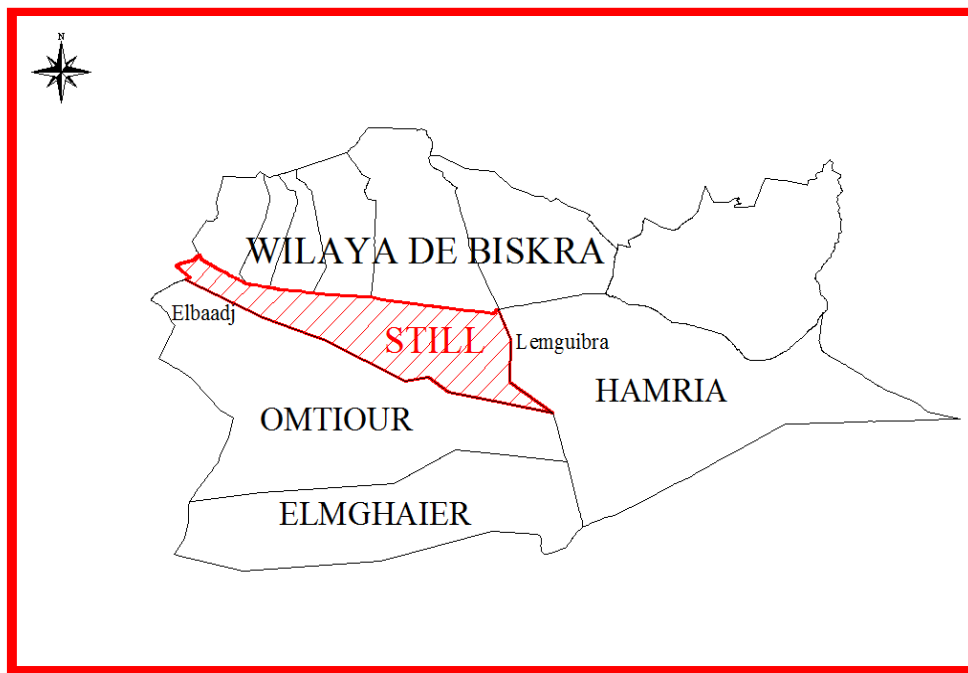 N
WILAYA DE BISKRA
Elbaadj
STILL
Lemguibra
HAMRIA
OMTIOUR
ELMGHAIER